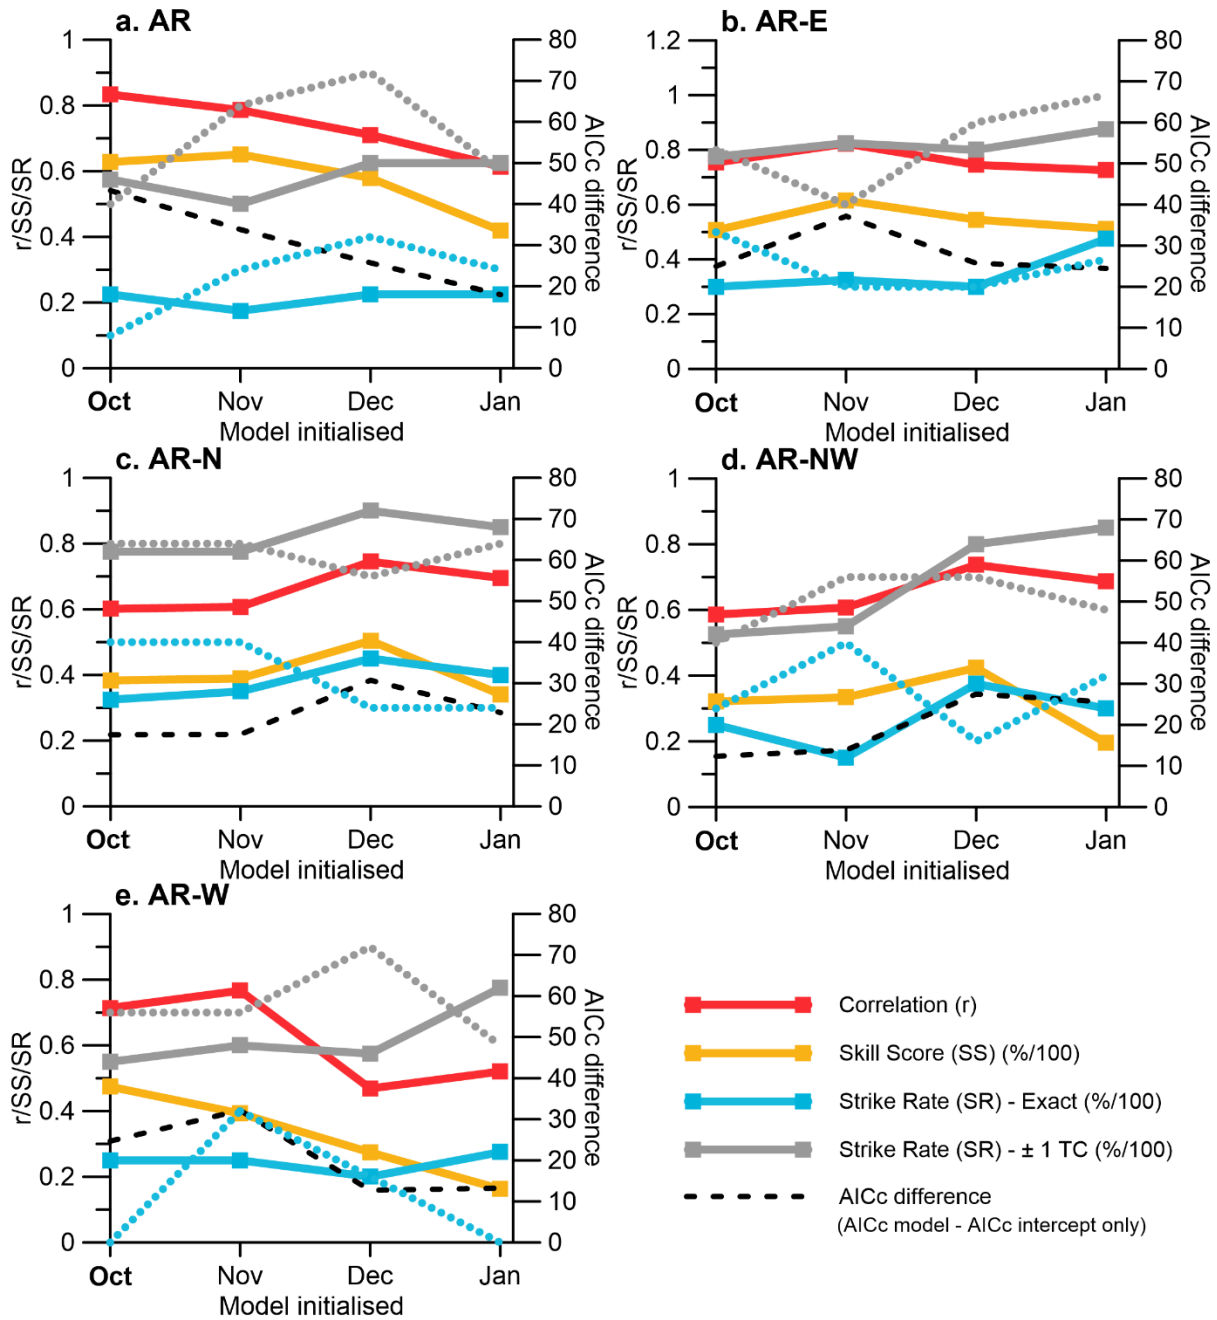 a. AR
1
0.8
0.6
0.4
0.2
0
r/SS/SR
80
70
60
50
40
30
20
10
0
AICc difference
Oct Nov Dec Jan
Model initialised
b. AR-E
1.2
1
0.8
0.6
0.4
0.2
0
r/SS/SR
80
70
60
50
40
30
20
10
0
AICc difference
Oct Nov Dec Jan
Model initialised
c. AR-N
1
0.8
0.6
0.4
0.2
0
r/SS/SR
80
70
60
50
40
30
20
10
0
AICc difference
Oct Nov Dec Jan
Model initialised
d. AR-NW
1
0.8
0.6
0.4
0.2
0
r/SS/SR
80
70
60
50
40
30
20
10
0
AICc difference
Oct Nov Dec Jan
Model initialised
e. AR-W
1
0.8
0.6
0.4
0.2
0
r/SS/SR
80
70
60
50
40
30
20
10
0
AICc difference
Oct Nov Dec Jan
Model initialised
Correlation (r)
Skill Score (SS) (%/100)
Strike Rate (SR) - Exact (%/100)
Strike Rate (SR) - ± 1 TC (%/100)
AICc difference
(AICc model - AICc intercept only)